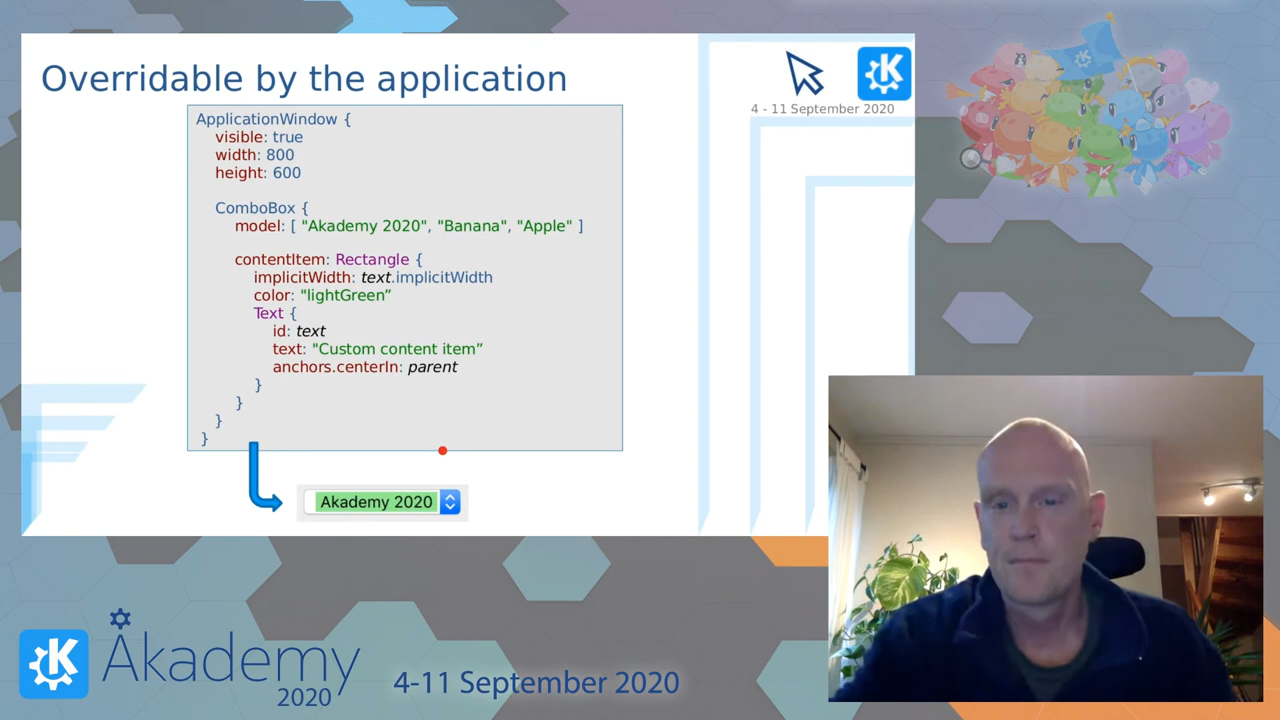 Overridable by the application
4 - 11 September 2020
ApplicationWindow {
visible: true
width: 800
height: 600
ComboBox {
model: [ "Akademy 2020", "Banana", "Apple" ]
contentItem: Rectangle {
implicitWidth: text.implicitWidth
color: "lightGreen”
Text {
id: text
text: "Custom content item”
anchors.centerIn: parent
}
}
}
}
Akademy 2020
Akademy
2020
4-11 September 2020